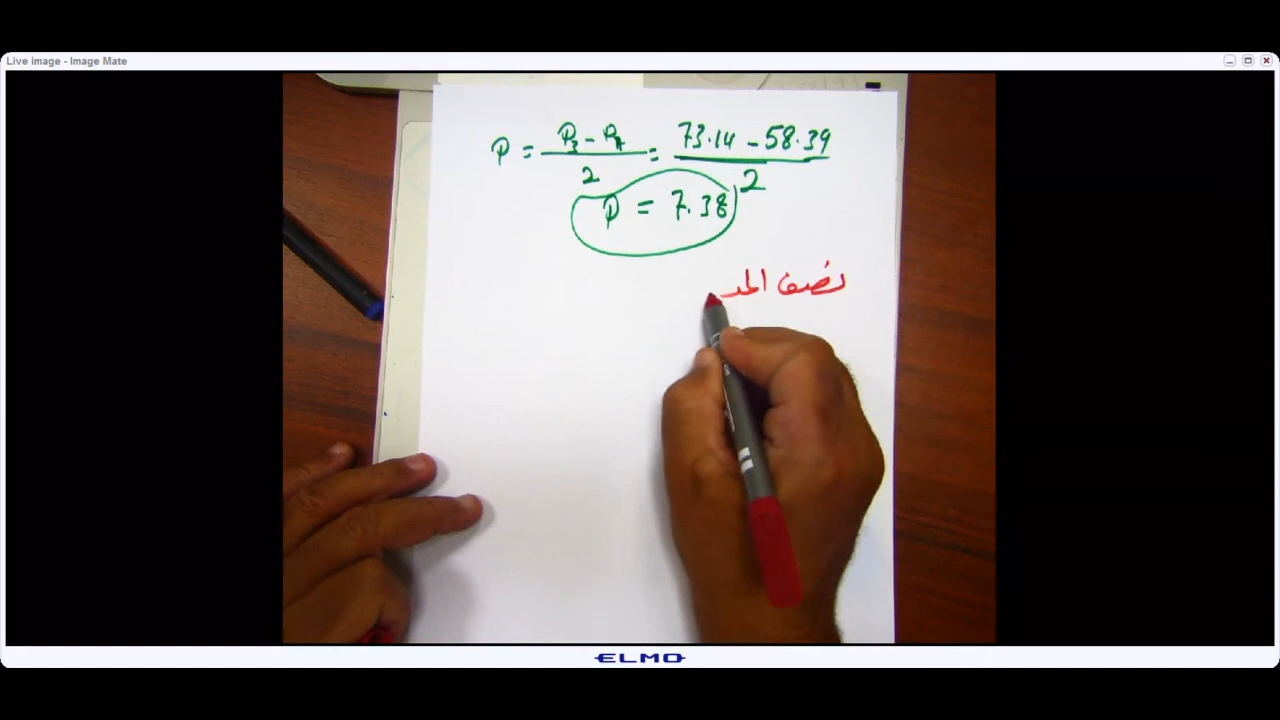 Live image - Image Mate
Q = (Q₃ - Q₁) / 2 = (73.14 - 58.39) / 2
Q = 7.38
نصف المد
ELMO